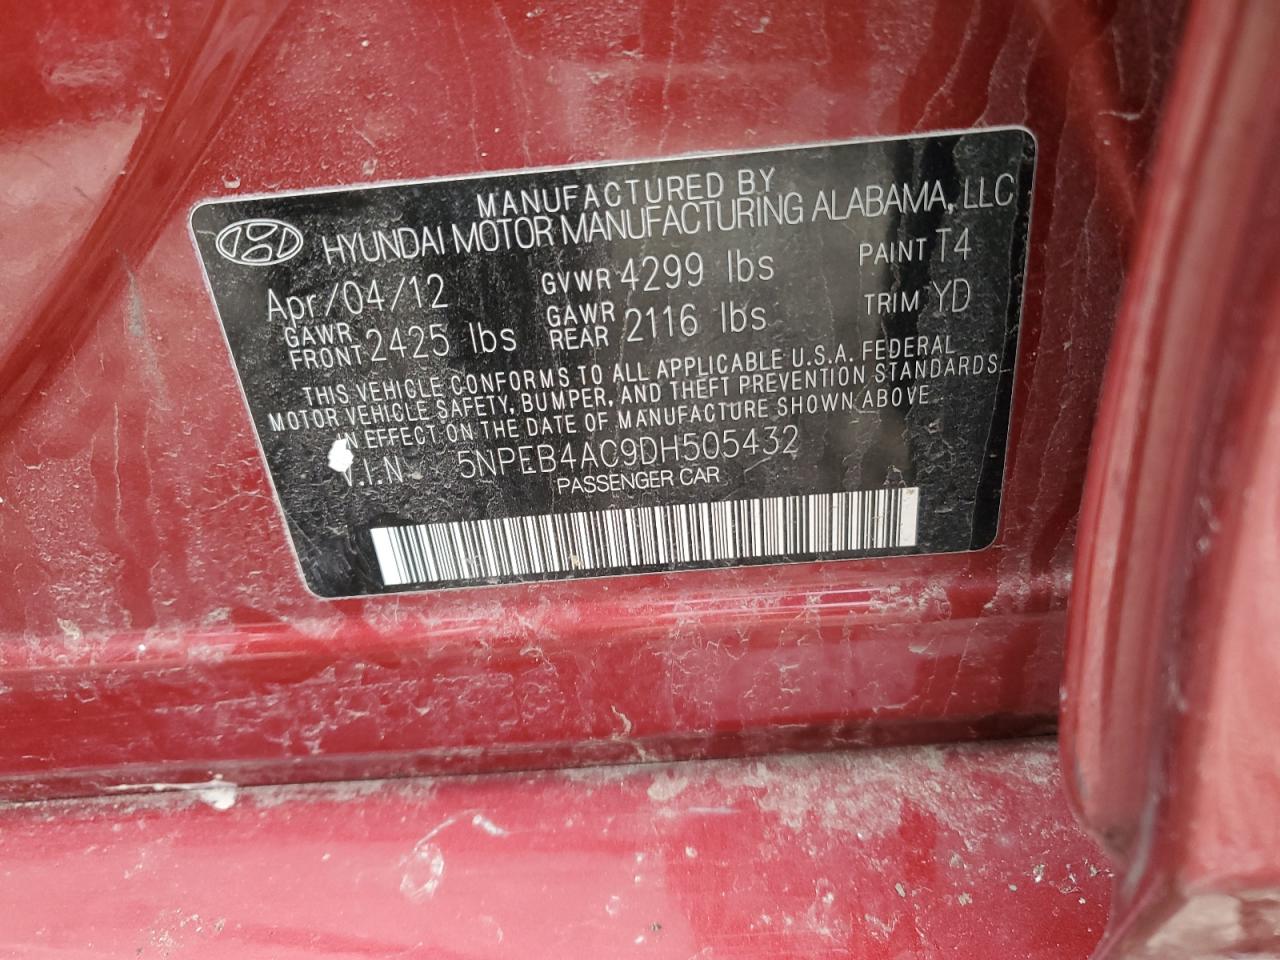 MANUFACTURED BY
HYUNDAI MOTOR MANUFACTURING ALABAMA, LLC
Apr/04/12 GVWR 4299 lbs PAINT T4
GAWR FRONT 2425 lbs GAWR REAR 2116 lbs TRIM YD
THIS VEHICLE CONFORMS TO ALL APPLICABLE U.S.A. FEDERAL
MOTOR VEHICLE SAFETY, BUMPER, AND THEFT PREVENTION STANDARDS
IN EFFECT ON THE DATE OF MANUFACTURE SHOWN ABOVE
V.I.N. 5NPEB4AC9DH505432
PASSENGER CAR